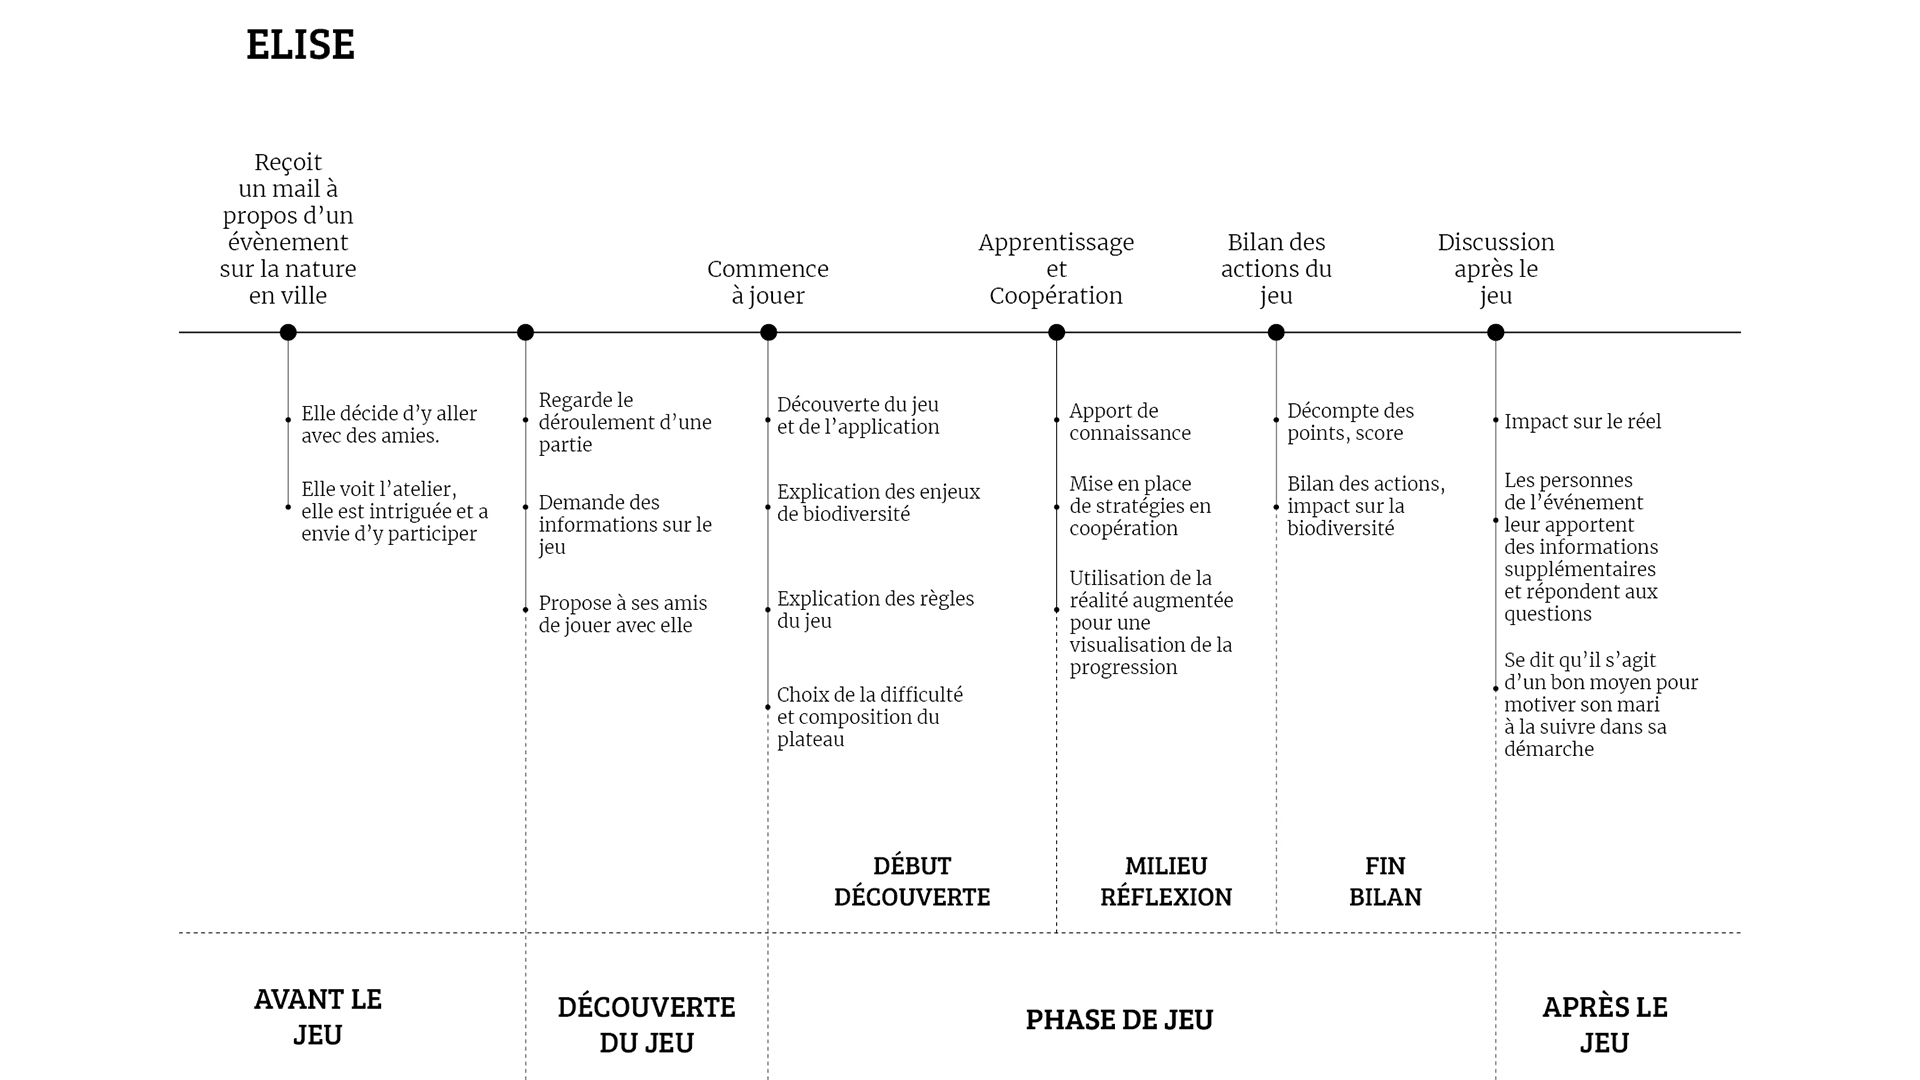 ELISE
Reçoit
un mail à
propos d’un
évènement
sur la nature
en ville
Commence
à jouer
Apprentissage
et
Coopération
Bilan des
actions du
jeu
Discussion
après le
jeu
Elle décide d’y aller
avec des amies.
Elle voit l’atelier,
elle est intriguée et a
envie d’y participer
Regarde le
déroulement d’une
partie
Demande des
informations sur le
jeu
Propose à ses amis
de jouer avec elle
Découverte du jeu
et de l’application
Explication des enjeux
de biodiversité
Explication des règles
du jeu
Choix de la difficulté
et composition du
plateau
Apport de
connaissance
Mise en place
de stratégies en
coopération
Utilisation de la
réalité augmentée
pour une
visualisation de la
progression
Décompte des
points, score
Bilan des actions,
impact sur la
biodiversité
Impact sur le réel
Les personnes
de l’événement
leur apportent
des informations
supplémentaires
et répondent aux
questions
Se dit qu’il s’agit
d’un bon moyen pour
motiver son mari
à la suivre dans sa
démarche
DÉBUT
DÉCOUVERTE
MILIEU
RÉFLEXION
FIN
BILAN
AVANT LE
JEU
DÉCOUVERTE
DU JEU
PHASE DE JEU
APRÈS LE
JEU